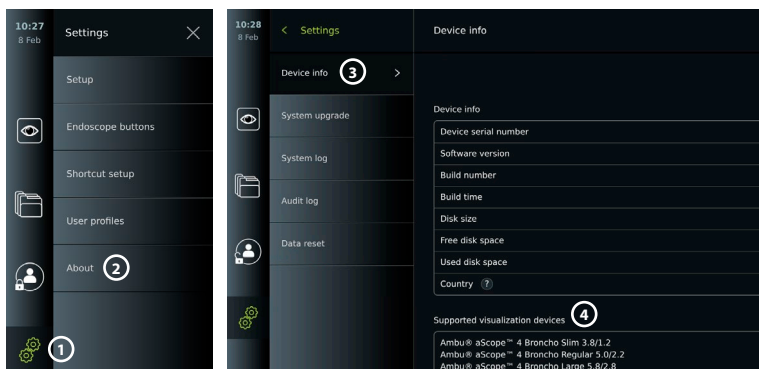 10:27
8 Feb
Settings
Setup
Endoscope buttons
Shortcut setup
User profiles
About
2
1
10:28
8 Feb
< Settings
Device info
3
>
System upgrade
System log
Audit log
Data reset
Device info
Device info
Device serial number
Software version
Build number
Build time
Disk size
Free disk space
Used disk space
Country ?
Supported visualization devices
4
Ambu® aScope™ 4 Broncho Slim 3.8/1.2
Ambu® aScope™ 4 Broncho Regular 5.0/2.2
Ambu® aScope™ 4 Broncho Large 5.8/2.8